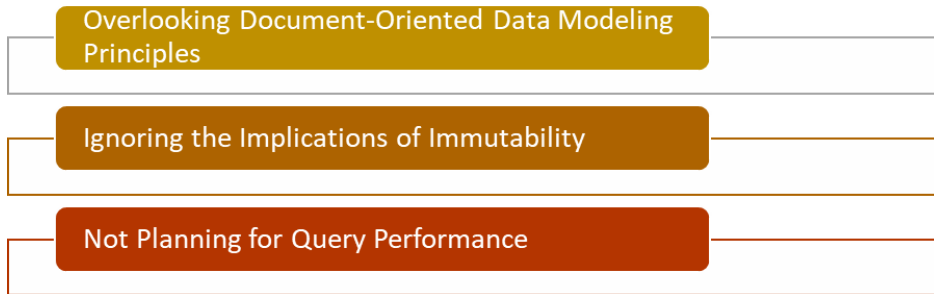 Overlooking Document-Oriented Data Modeling
Principles
Ignoring the Implications of Immutability
Not Planning for Query Performance